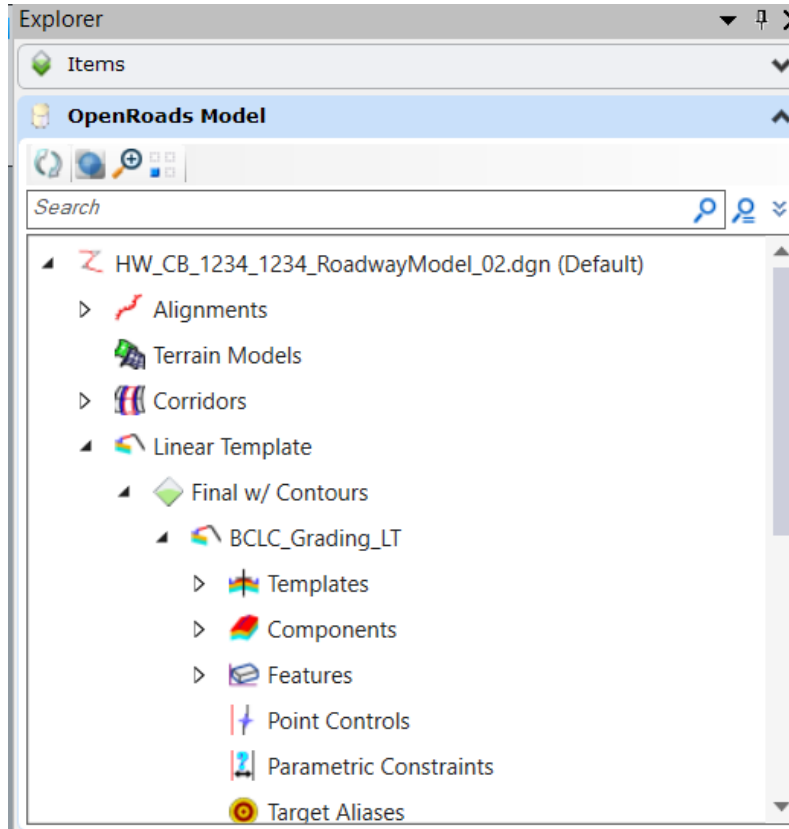 Explorer
Items
OpenRoads Model
Search
HW_CB_1234_1234_RoadwayModel_02.dgn (Default)
Alignments
Terrain Models
Corridors
Linear Template
Final w/ Contours
BCLC_Grading_LT
Templates
Components
Features
Point Controls
Parametric Constraints
Target Aliases